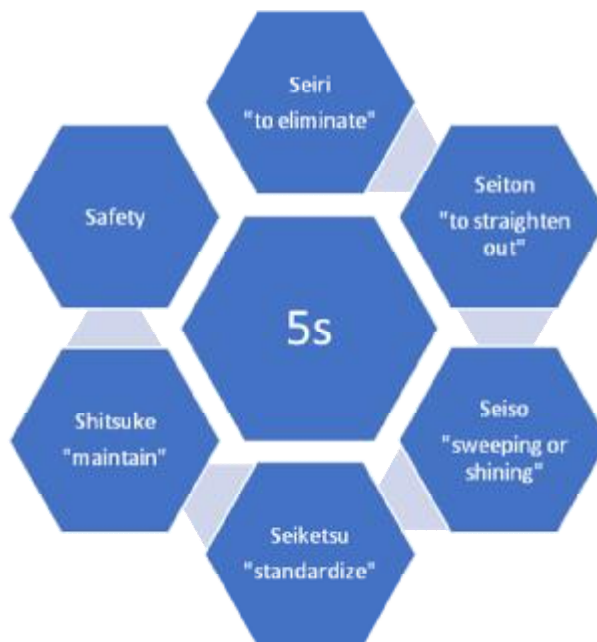 Seiri
"to eliminate"
Seiton
"to straighten
out"
Seiso
"sweeping or
shining"
Seiketsu
"standardize"
Shitsuke
"maintain"
Safety
5s